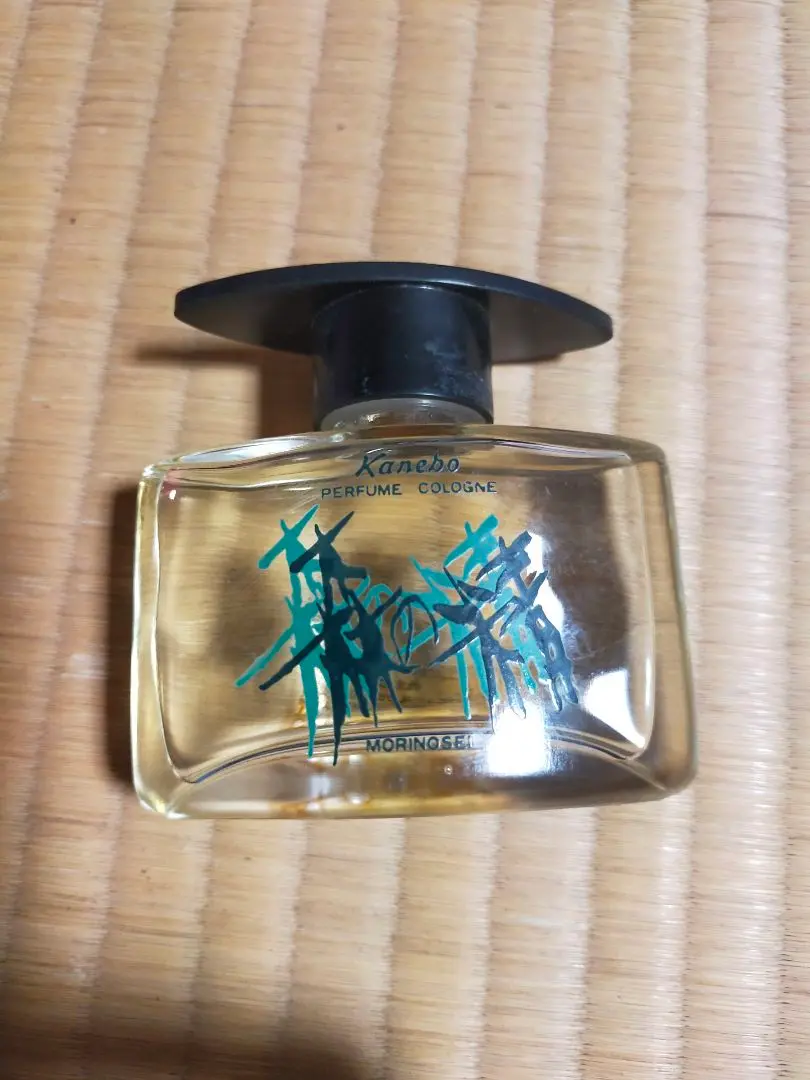 Kanebo
PERFUME COLOGNE
森の精
MORINOSEI